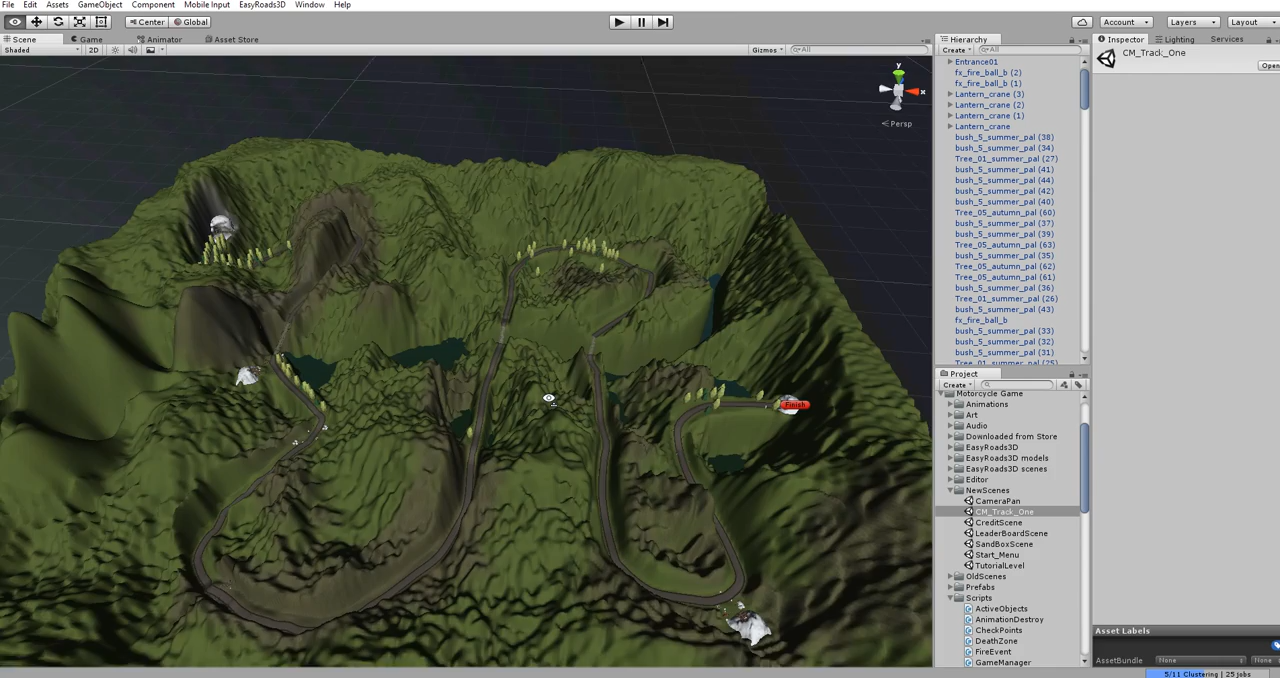 File Edit Assets GameObject Component Mobile Input EasyRoads3D Window Help
Center Global Account Layers Layout
Scene Game Animator Asset Store
Shaded 2D Gizmos All
y
x
Persp
Finish
Hierarchy
Create All
Entrance01
fx_fire_ball_b (2)
fx_fire_ball_b (1)
Lantern_crane (3)
Lantern_crane (2)
Lantern_crane (1)
Lantern_crane
bush_5_summer_pal (38)
bush_5_summer_pal (34)
Tree_01_summer_pal (27)
bush_5_summer_pal (41)
bush_5_summer_pal (44)
bush_5_summer_pal (42)
bush_5_summer_pal (40)
Tree_05_autumn_pal (60)
bush_5_summer_pal (37)
bush_5_summer_pal (39)
Tree_05_autumn_pal (63)
bush_5_summer_pal (35)
Tree_05_autumn_pal (62)
Tree_05_autumn_pal (61)
bush_5_summer_pal (36)
Tree_01_summer_pal (26)
bush_5_summer_pal (43)
fx_fire_ball_b
bush_5_summer_pal (33)
bush_5_summer_pal (32)
bush_5_summer_pal (31)
Tree_01_summer_pal (25)
Project
Create
Motorcycle Game
Animations
Art
Audio
Downloaded from Store
EasyRoads3D
EasyRoads3D models
EasyRoads3D scenes
Editor
NewScenes
CameraPan
CM_Track_One
CreditScene
LeaderBoardScene
SandBoxScene
Start_Menu
TutorialLevel
OldScenes
Prefabs
Scripts
ActiveObjects
AnimationDestroy
CheckPoints
DeathZone
FireEvent
GameManager
Inspector Lighting Services
CM_Track_One
Open
Asset Labels
AssetBundle None None
5/11 Clustering | 25 jobs